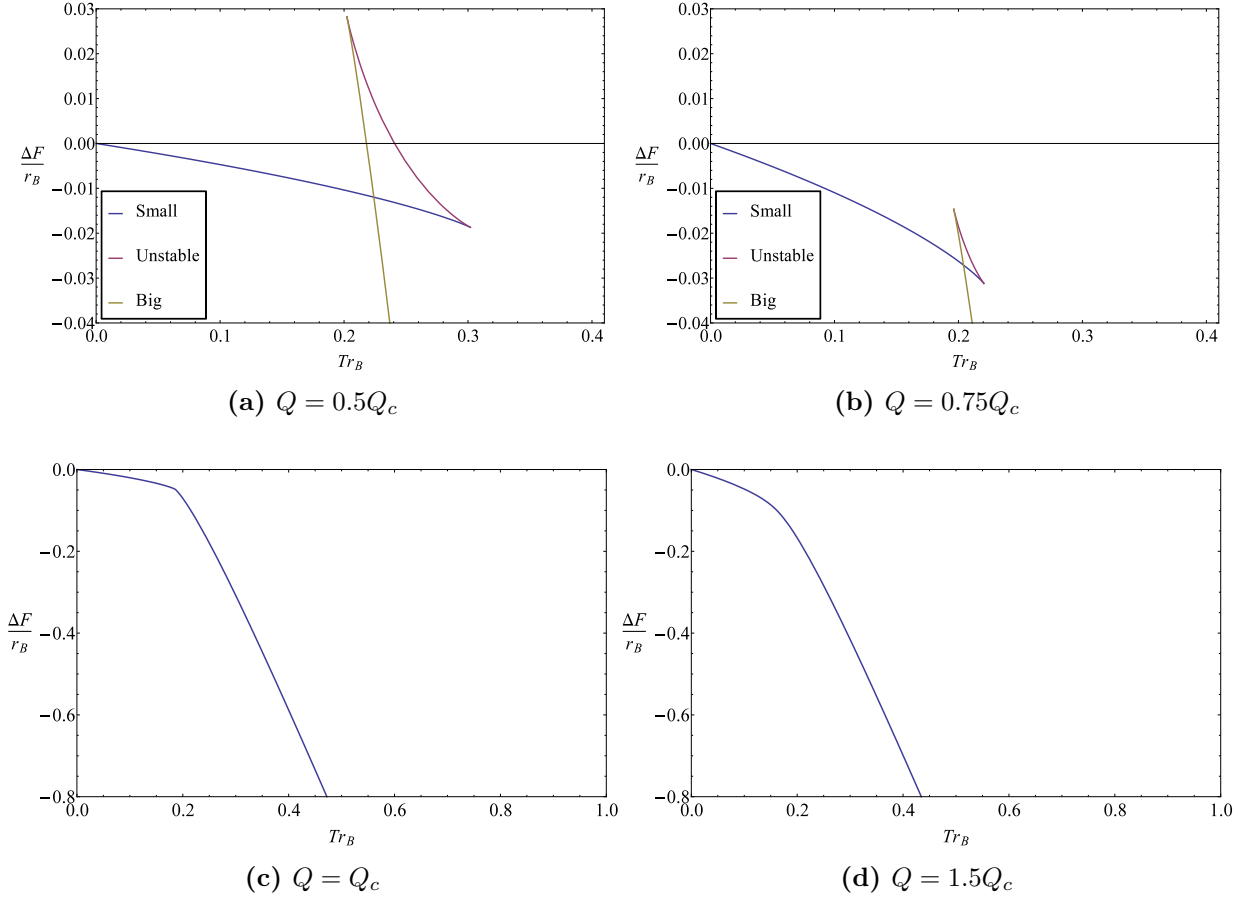 0.03
0.02
0.01
0.00
−0.01
−0.02
−0.03
−0.04
ΔF
r_B
Small
Unstable
Big
0.0 0.1 0.2 0.3 0.4
Tr_B
(a) Q = 0.5Q_c
0.03
0.02
0.01
0.00
−0.01
−0.02
−0.03
−0.04
ΔF
r_B
Small
Unstable
Big
0.0 0.1 0.2 0.3 0.4
Tr_B
(b) Q = 0.75Q_c
0.0
−0.2
−0.4
−0.6
−0.8
ΔF
r_B
0.0 0.2 0.4 0.6 0.8 1.0
Tr_B
(c) Q = Q_c
0.0
−0.2
−0.4
−0.6
−0.8
ΔF
r_B
0.0 0.2 0.4 0.6 0.8 1.0
Tr_B
(d) Q = 1.5Q_c